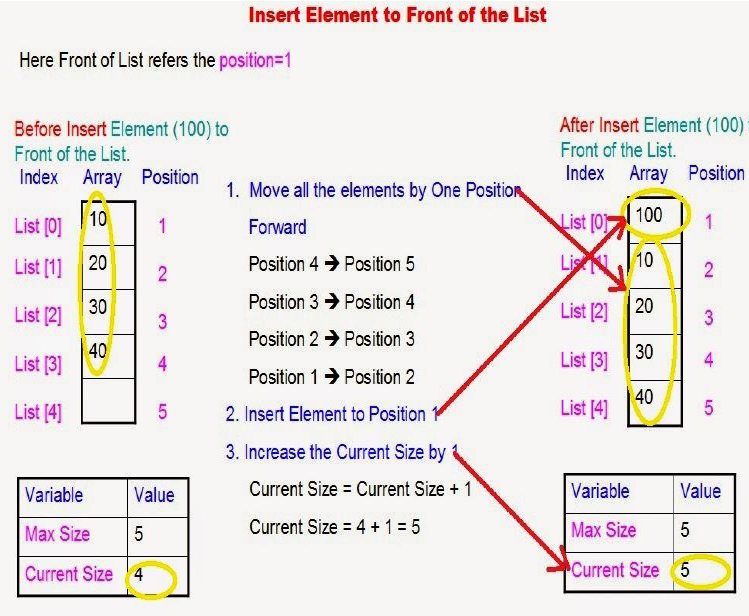 Insert Element to Front of the List
Here Front of List refers the position=1
Before Insert Element (100) to
Front of the List.
Index Array Position
List [0] 10 1
List [1] 20 2
List [2] 30 3
List [3] 40 4
List [4] 5
Variable Value
Max Size 5
Current Size 4
1. Move all the elements by One Position
Forward
Position 4 ➔ Position 5
Position 3 ➔ Position 4
Position 2 ➔ Position 3
Position 1 ➔ Position 2
2. Insert Element to Position 1
3. Increase the Current Size by 1
Current Size = Current Size + 1
Current Size = 4 + 1 = 5
After Insert Element (100)
Front of the List.
Index Array Position
List [0] 100 1
List [1] 10 2
List [2] 20 3
List [3] 30 4
List [4] 40 5
Variable Value
Max Size 5
Current Size 5